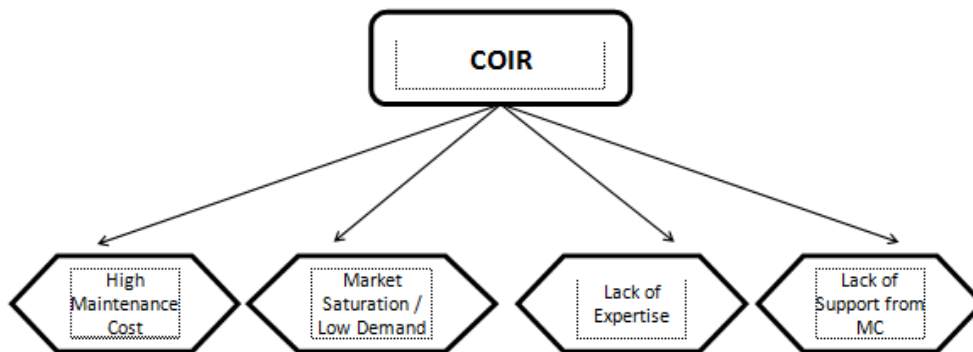 COIR
High
Maintenance
Cost
Market
Saturation /
Low Demand
Lack of
Expertise
Lack of
Support from
MC